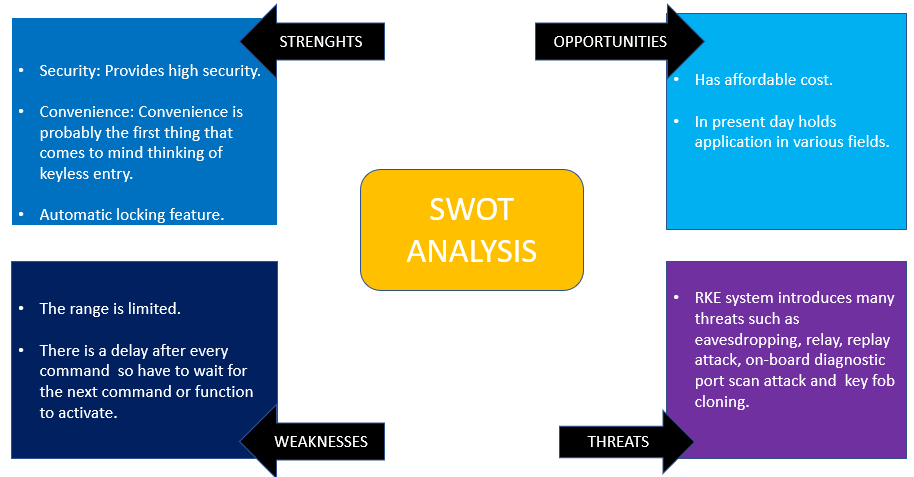 STRENGHTS
• Security: Provides high security.
• Convenience: Convenience is
probably the first thing that
comes to mind thinking of
keyless entry.
• Automatic locking feature.
OPPORTUNITIES
• Has affordable cost.
• In present day holds
application in various fields.
SWOT
ANALYSIS
• The range is limited.
• There is a delay after every
command  so have to wait for
the next command or function
to activate.
WEAKNESSES
• RKE system introduces many
threats such as
eavesdropping, relay, replay
attack, on-board diagnostic
port scan attack and  key fob
cloning.
THREATS